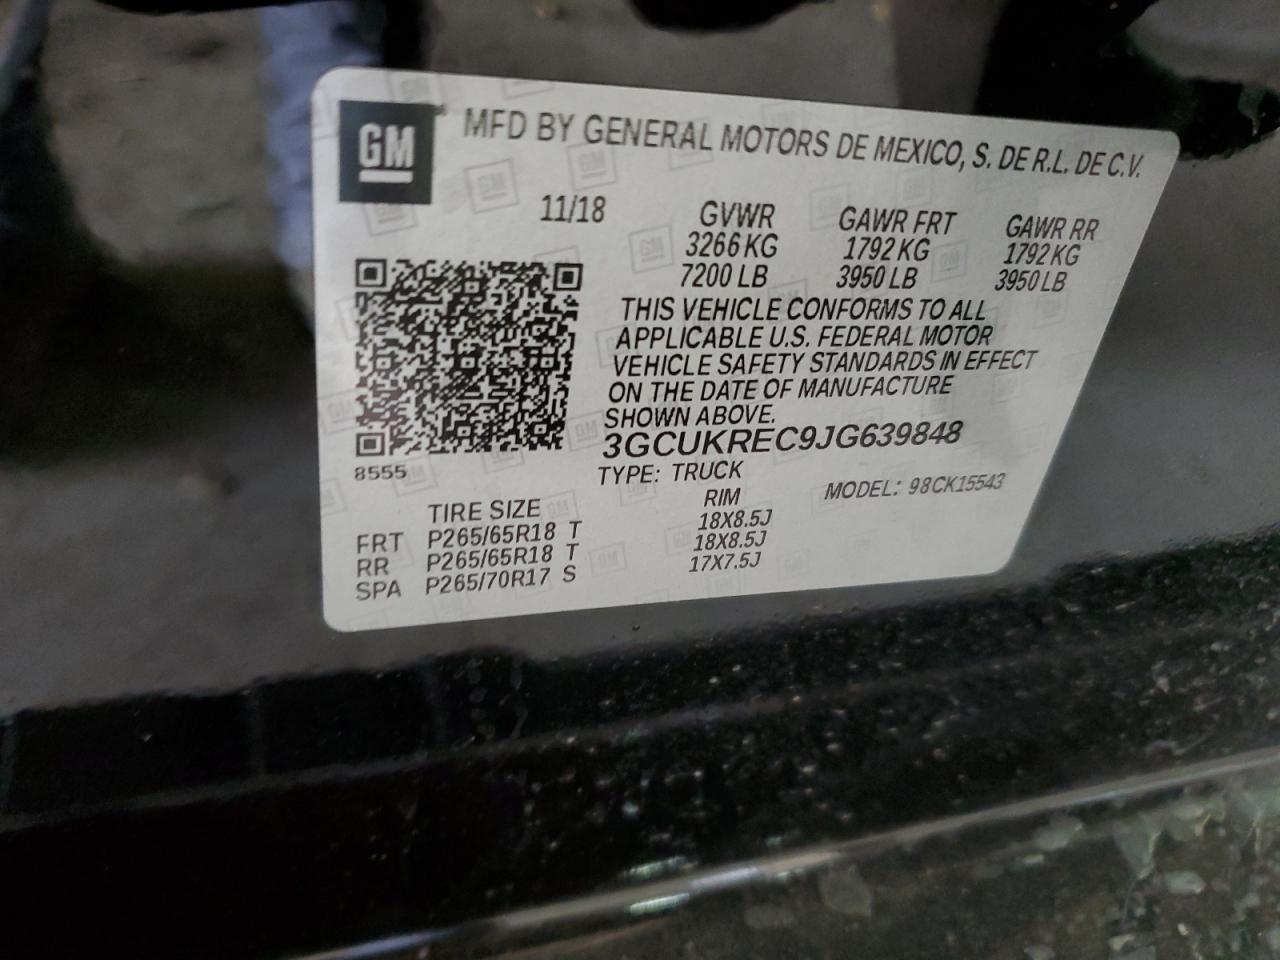 GM
MFD BY GENERAL MOTORS DE MEXICO, S. DE R.L. DE C.V.
11/18
GVWR GAWR FRT GAWR RR
3266 KG 1792 KG 1792 KG
7200 LB 3950 LB 3950 LB
THIS VEHICLE CONFORMS TO ALL
APPLICABLE U.S. FEDERAL MOTOR
VEHICLE SAFETY STANDARDS IN EFFECT
ON THE DATE OF MANUFACTURE
SHOWN ABOVE.
3GCUKREC9JG639848
8555
TYPE: TRUCK MODEL: 98CK15543
TIRE SIZE RIM
FRT P265/65R18 T 18X8.5J
RR P265/65R18 T 18X8.5J
SPA P265/70R17 S 17X7.5J